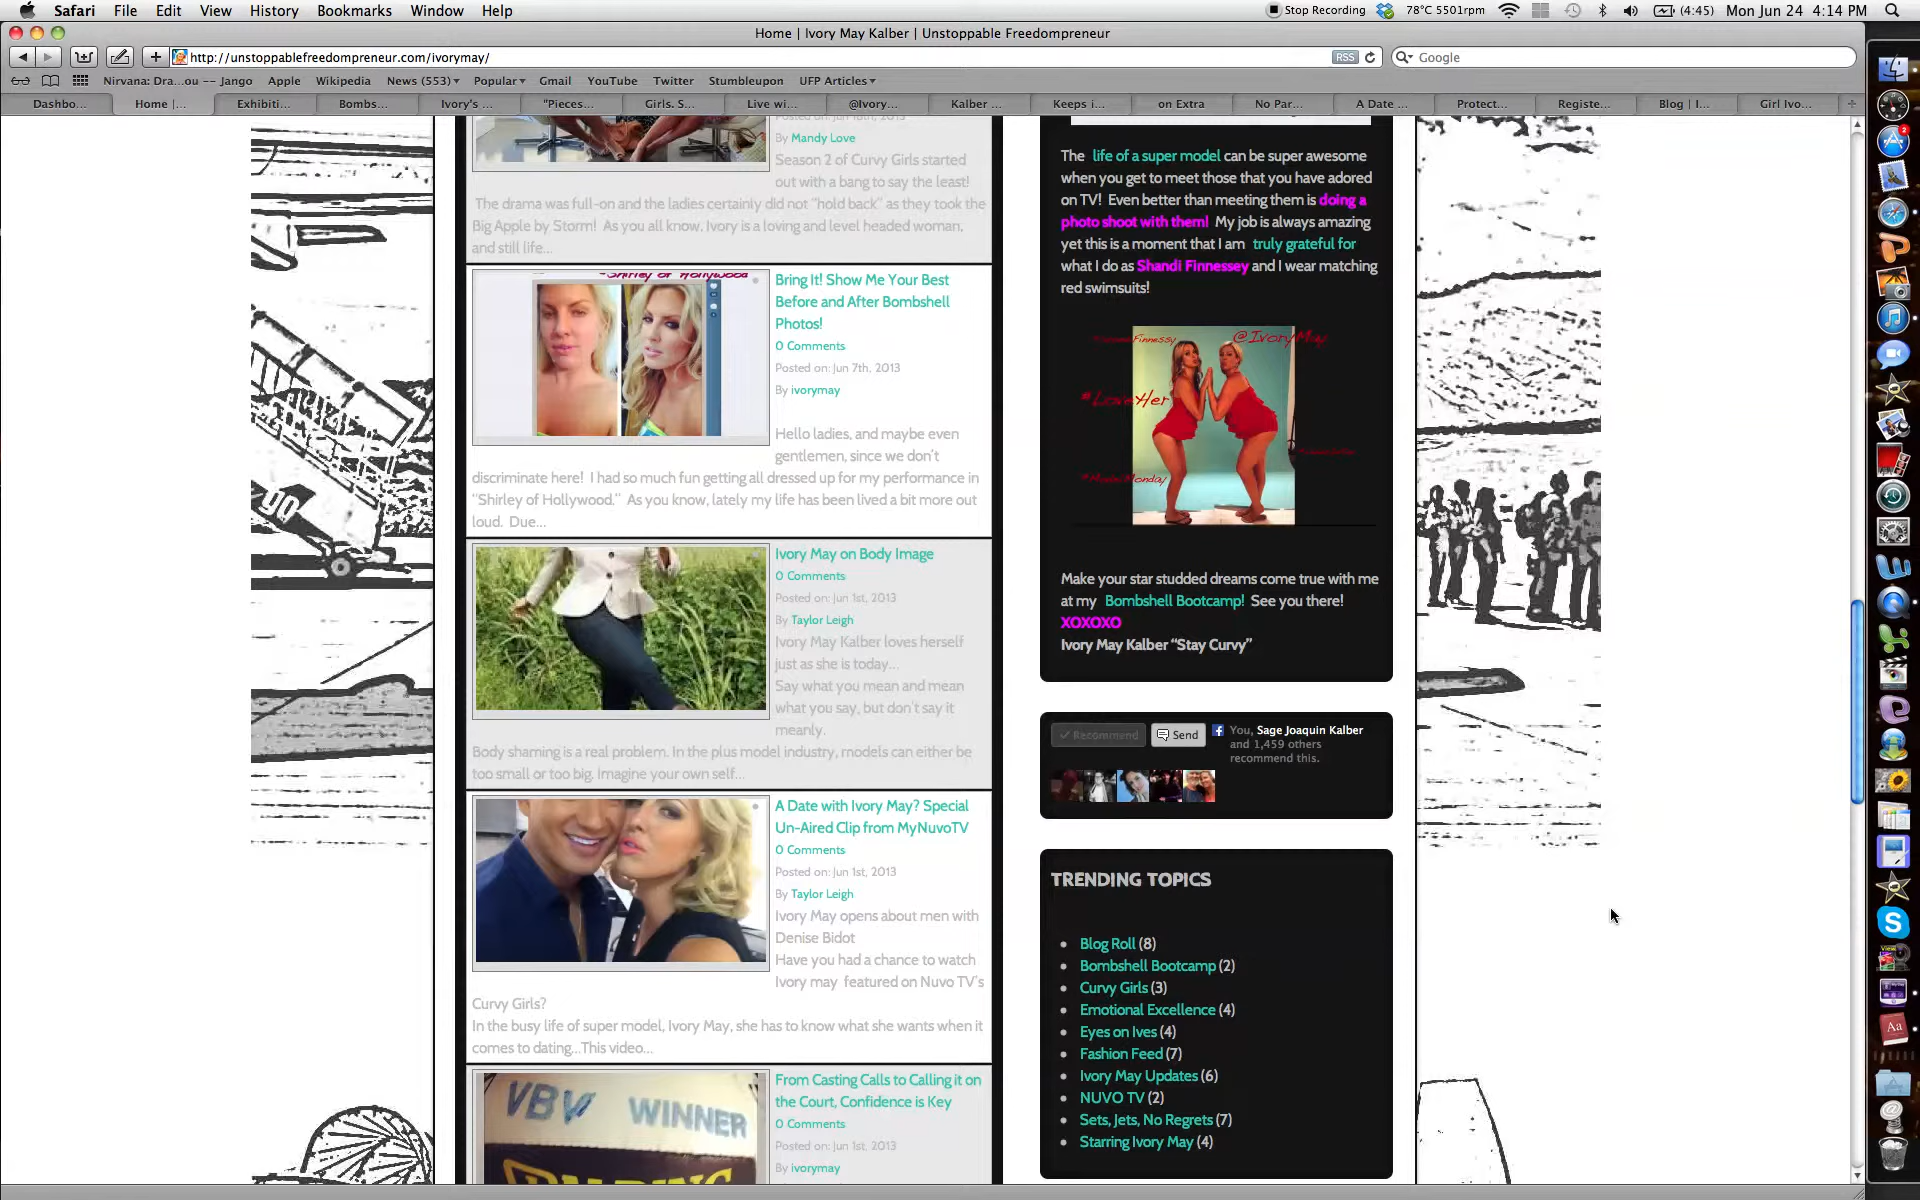 Safari File Edit View History Bookmarks Window Help
Stop Recording 78°C 5501rpm (4:45) Mon Jun 24 4:14 PM
Home | Ivory May Kalber | Unstoppable Freedompreneur
http://unstoppablefreedompreneur.com/ivorymay/ RSS Google
Nirvana: Dra...ou -- Jango Apple Wikipedia News (553) Popular Gmail YouTube Twitter Stumbleupon UFP Articles
Dashbo... Home |... Exhibiti... Bombs... Ivory's ... "Pieces... Girls. S... Live wi... @Ivory... Kalber ... Keeps i... on Extra No Par... A Date ... Protect... Registe... Blog | I... Girl Ivo...
By Mandy Love
Season 2 of Curvy Girls started
out with a bang to say the least!
The drama was full-on and the ladies certainly did not "hold back" as they took the
Big Apple by Storm! As you all know, Ivory is a loving and level headed woman,
and still life...
~Shirley of Hollywood
Bring It! Show Me Your Best
Before and After Bombshell
Photos!
0 Comments
Posted on: Jun 7th, 2013
By ivorymay
Hello ladies, and maybe even
gentlemen, since we don't
discriminate here! I had so much fun getting all dressed up for my performance in
"Shirley of Hollywood." As you know, lately my life has been lived a bit more out
loud. Due...
Ivory May on Body Image
0 Comments
Posted on: Jun 1st, 2013
By Taylor Leigh
Ivory May Kalber loves herself
just as she is today...
Say what you mean and mean
what you say, but don't say it
meanly.
Body shaming is a real problem. In the plus model industry, models can either be
too small or too big. Imagine your own self...
A Date with Ivory May? Special
Un-Aired Clip from MyNuvoTV
0 Comments
Posted on: Jun 1st, 2013
By Taylor Leigh
Ivory May opens about men with
Denise Bidot
Have you had a chance to watch
Ivory may featured on Nuvo TV's
Curvy Girls?
In the busy life of super model, Ivory May, she has to know what she wants when it
comes to dating...This video...
VBV WINNER
From Casting Calls to Calling it on
the Court, Confidence is Key
0 Comments
Posted on: Jun 1st, 2013
By ivorymay
The life of a super model can be super awesome
when you get to meet those that you have adored
on TV! Even better than meeting them is doing a
photo shoot with them! My job is always amazing
yet this is a moment that I am truly grateful for
what I do as Shandi Finnessey and I wear matching
red swimsuits!
@IvoryMay
#LoveHer
Make your star studded dreams come true with me
at my Bombshell Bootcamp! See you there!
XOXOXO
Ivory May Kalber "Stay Curvy"
Recommend Send You, Sage Joaquin Kalber
and 1,459 others
recommend this.
TRENDING TOPICS
Blog Roll (8)
Bombshell Bootcamp (2)
Curvy Girls (3)
Emotional Excellence (4)
Eyes on Ives (4)
Fashion Feed (7)
Ivory May Updates (6)
NUVO TV (2)
Sets, Jets, No Regrets (7)
Starring Ivory May (4)
90